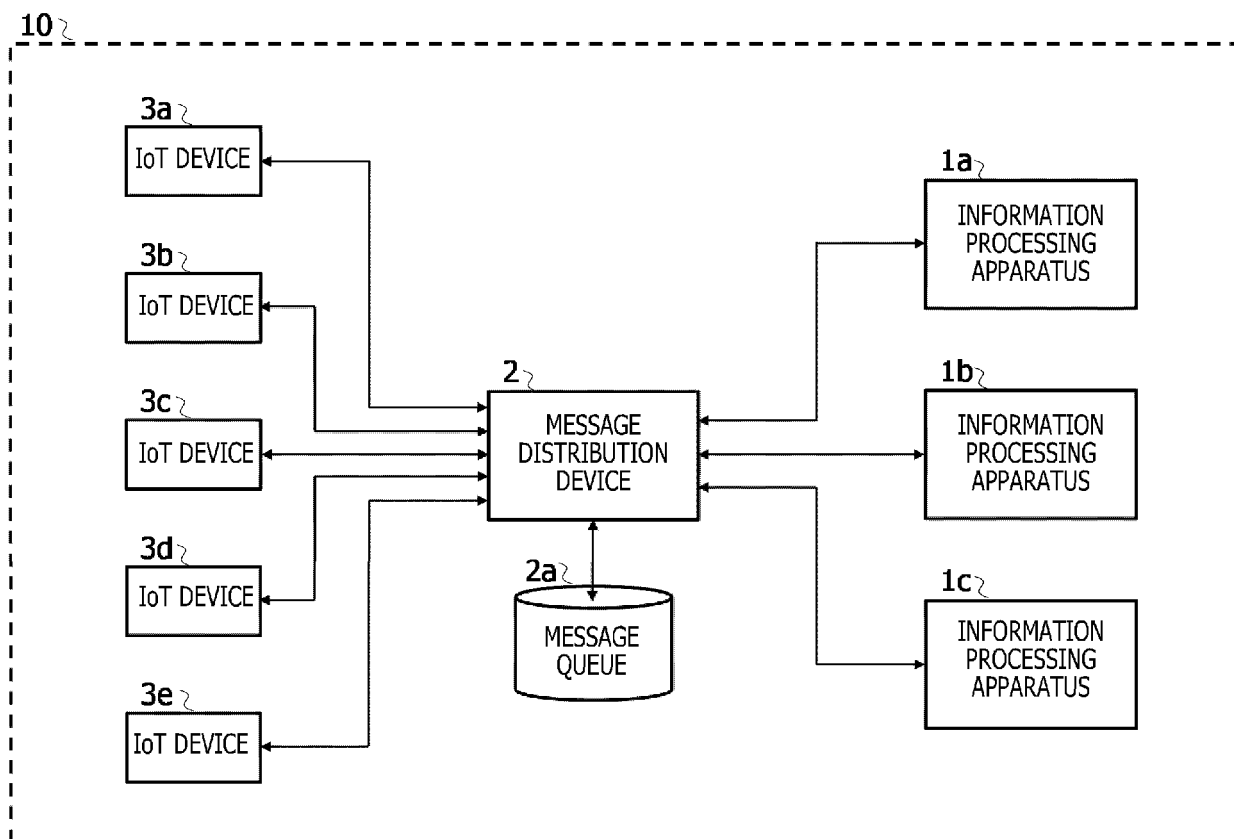 10
3a
IoT DEVICE
3b
IoT DEVICE
3c
IoT DEVICE
3d
IoT DEVICE
3e
IoT DEVICE
2
MESSAGE
DISTRIBUTION
DEVICE
2a
MESSAGE
QUEUE
1a
INFORMATION
PROCESSING
APPARATUS
1b
INFORMATION
PROCESSING
APPARATUS
1c
INFORMATION
PROCESSING
APPARATUS